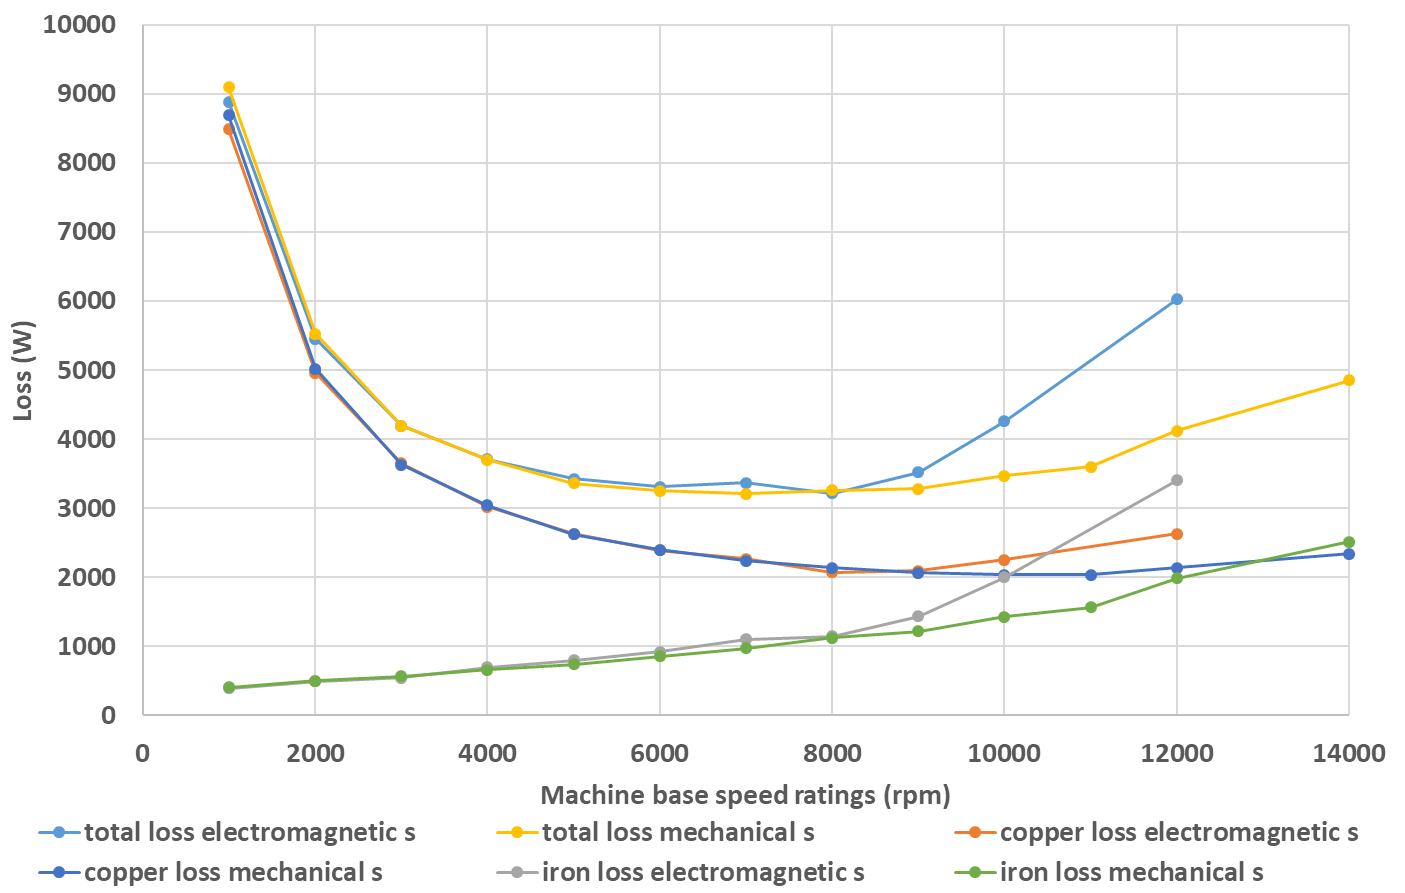 10000
9000
8000
7000
6000
5000
4000
3000
2000
1000
0
Loss (W)
0 2000 4000 6000 8000 10000 12000 14000
Machine base speed ratings (rpm)
total loss electromagnetic s total loss mechanical s copper loss electromagnetic s
copper loss mechanical s iron loss electromagnetic s iron loss mechanical s